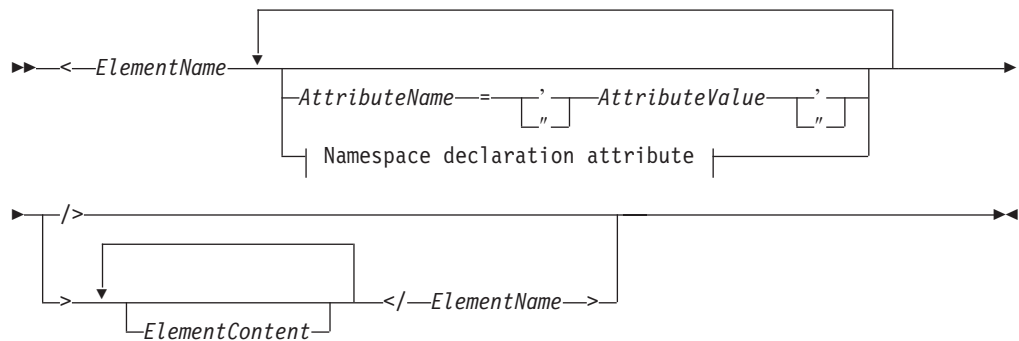 < ElementName
AttributeName = ' AttributeValue '
" "
Namespace declaration attribute
/>
> </ ElementName >
ElementContent